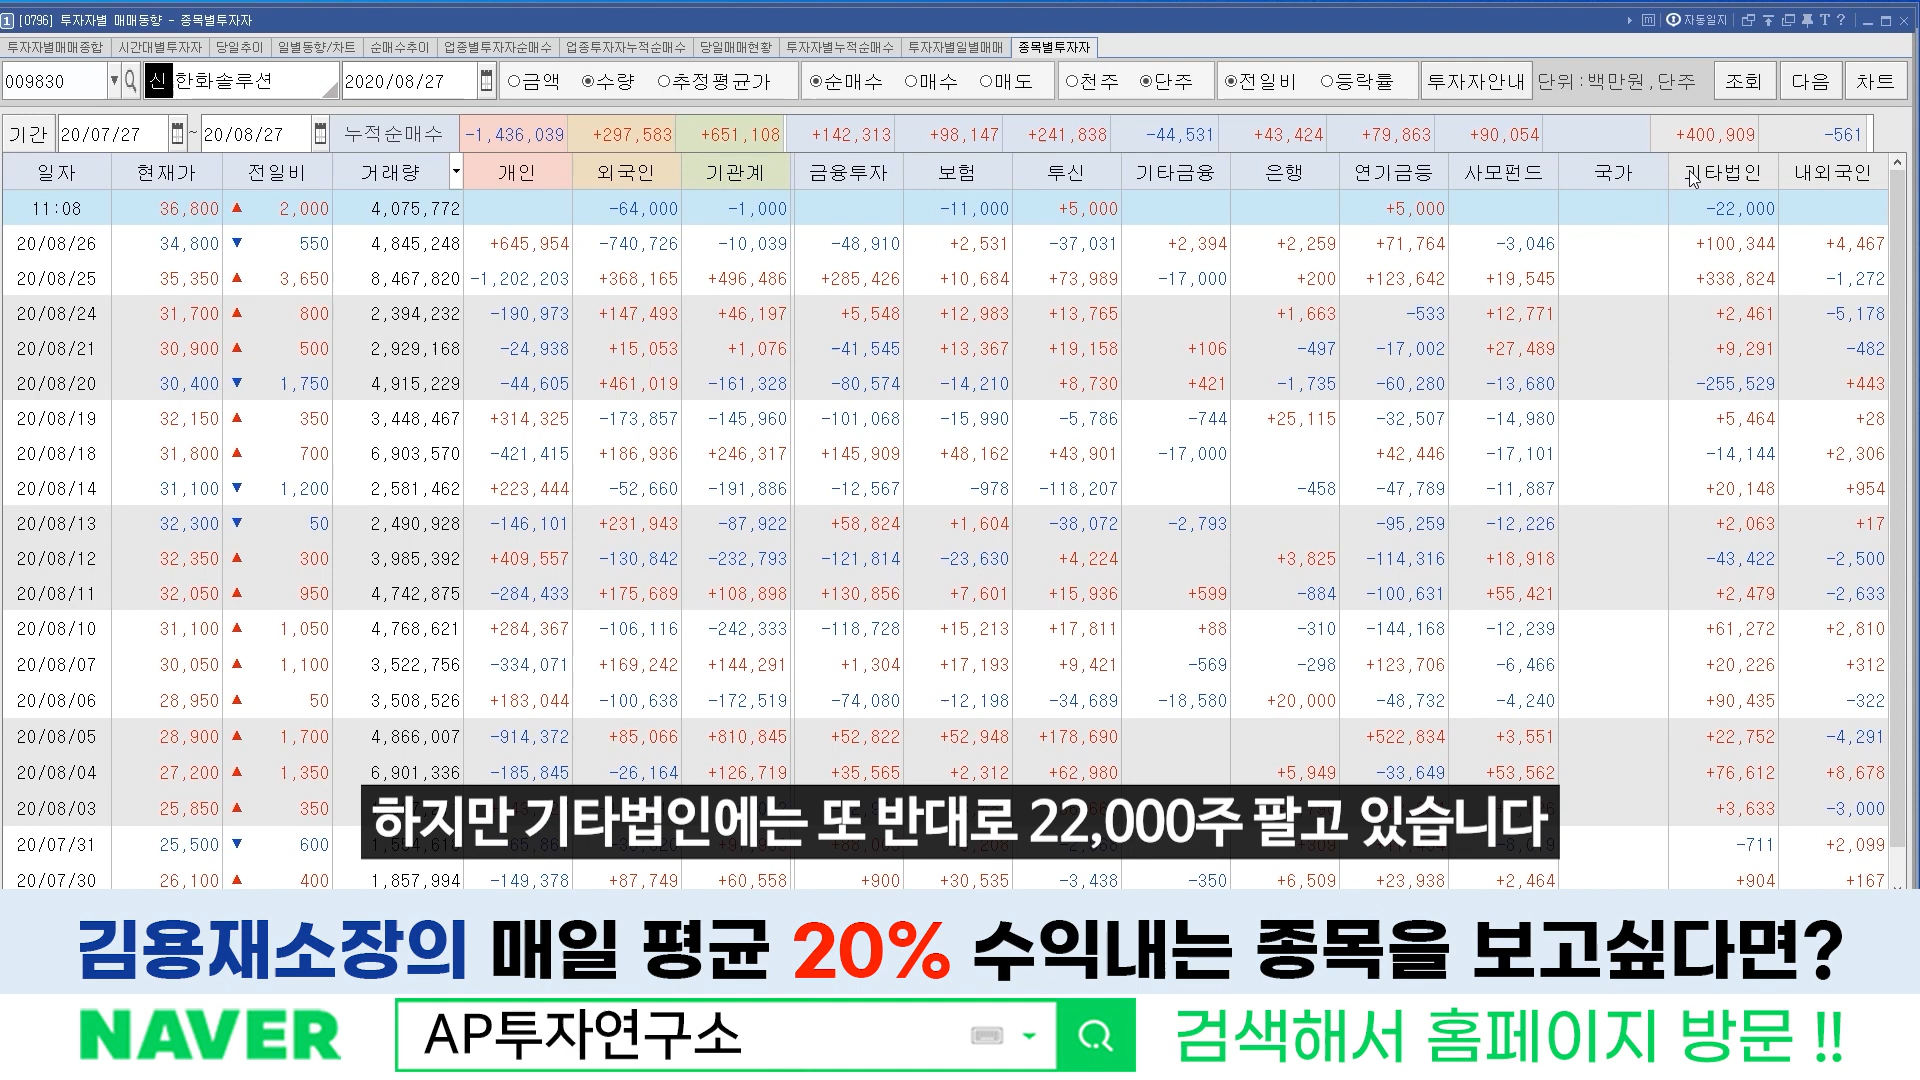 1 [0796] 투자자별 매매동향 - 종목별투자자 자동일지
투자자별매매종합 시간대별투자자 당일추이 일별동향/차트 순매수추이 업종별투자자순매수 업종투자자누적순매수 당일매매현황 투자자별누적순매수 투자자별일별매매 종목별투자자
009830 신 한화솔루션 2020/08/27 금액 수량 추정평균가 순매수 매수 매도 천주 단주 전일비 등락률 투자자안내 단위:백만원,단주 조회 다음 차트
기간 20/07/27 ~ 20/08/27 누적순매수 -1,436,039 +297,583 +651,108 +142,313 +98,147 +241,838 -44,531 +43,424 +79,863 +90,054 +400,909 -561
일자 현재가 전일비 거래량 개인 외국인 기관계 금융투자 보험 투신 기타금융 은행 연기금등 사모펀드 국가 기타법인 내외국인
11:08 36,800 ▲ 2,000 4,075,772 -64,000 -1,000 -11,000 +5,000 +5,000 -22,000
20/08/26 34,800 ▼ 550 4,845,248 +645,954 -740,726 -10,039 -48,910 +2,531 -37,031 +2,394 +2,259 +71,764 -3,046 +100,344 +4,467
20/08/25 35,350 ▲ 3,650 8,467,820 -1,202,203 +368,165 +496,486 +285,426 +10,684 +73,989 -17,000 +200 +123,642 +19,545 +338,824 -1,272
20/08/24 31,700 ▲ 800 2,394,232 -190,973 +147,493 +46,197 +5,548 +12,983 +13,765 +1,663 -533 +12,771 +2,461 -5,178
20/08/21 30,900 ▲ 500 2,929,168 -24,938 +15,053 +1,076 -41,545 +13,367 +19,158 +106 -497 -17,002 +27,489 +9,291 -482
20/08/20 30,400 ▼ 1,750 4,915,229 -44,605 +461,019 -161,328 -80,574 -14,210 +8,730 +421 -1,735 -60,280 -13,680 -255,529 +443
20/08/19 32,150 ▲ 350 3,448,467 +314,325 -173,857 -145,960 -101,068 -15,990 -5,786 -744 +25,115 -32,507 -14,980 +5,464 +28
20/08/18 31,800 ▲ 700 6,903,570 -421,415 +186,936 +246,317 +145,909 +48,162 +43,901 -17,000 +42,446 -17,101 -14,144 +2,306
20/08/14 31,100 ▼ 1,200 2,581,462 +223,444 -52,660 -191,886 -12,567 -978 -118,207 -458 -47,789 -11,887 +20,148 +954
20/08/13 32,300 ▼ 50 2,490,928 -146,101 +231,943 -87,922 +58,824 +1,604 -38,072 -2,793 -95,259 -12,226 +2,063 +17
20/08/12 32,350 ▲ 300 3,985,392 +409,557 -130,842 -232,793 -121,814 -23,630 +4,224 +3,825 -114,316 +18,918 -43,422 -2,500
20/08/11 32,050 ▲ 950 4,742,875 -284,433 +175,689 +108,898 +130,856 +7,601 +15,936 +599 -884 -100,631 +55,421 +2,479 -2,633
20/08/10 31,100 ▲ 1,050 4,768,621 +284,367 -106,116 -242,333 -118,728 +15,213 +17,811 +88 -310 -144,168 -12,239 +61,272 +2,810
20/08/07 30,050 ▲ 1,100 3,522,756 -334,071 +169,242 +144,291 +1,304 +17,193 +9,421 -569 -298 +123,706 -6,466 +20,226 +312
20/08/06 28,950 ▲ 50 3,508,526 +183,044 -100,638 -172,519 -74,080 -12,198 -34,689 -18,580 +20,000 -48,732 -4,240 +90,435 -322
20/08/05 28,900 ▲ 1,700 4,866,007 -914,372 +85,066 +810,845 +52,822 +52,948 +178,690 +522,834 +3,551 +22,752 -4,291
20/08/04 27,200 ▲ 1,350 6,901,336 -185,845 -26,164 +126,719 +35,565 +2,312 +62,980 +5,949 -33,649 +53,562 +76,612 +8,678
20/08/03 25,850 ▲ 350 +3,633 -3,000
하지만 기타법인에는 또 반대로 22,000주 팔고 있습니다
20/07/31 25,500 ▼ 600 -711 +2,099
20/07/30 26,100 ▲ 400 1,857,994 -149,378 +87,749 +60,558 +900 +30,535 -3,438 -350 +6,509 +23,938 +2,464 +904 +167
김용재소장의 매일 평균 20% 수익내는 종목을 보고싶다면?
NAVER AP투자연구소 검색해서 홈페이지 방문 !!